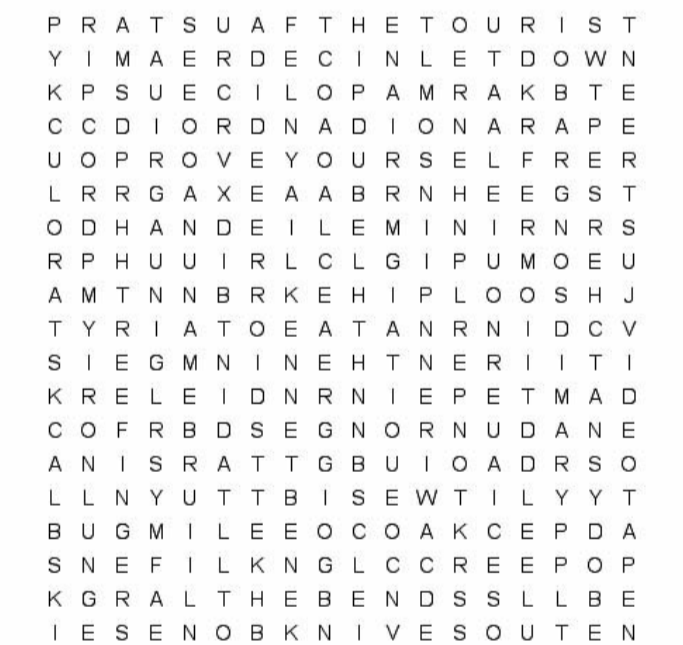 P R A T S U A F T H E T O U R I S T
Y I M A E R D E C I N L E T D O W N
K P S U E C I L O P A M R A K B T E
C C D I O R D N A D I O N A R A P E
U O P R O V E Y O U R S E L F R E R
L R R G A X E A A B R N H E E G S T
O D H A N D E I L E M I N I R N R S
R P H U U I R L C L G I P U M O E U
A M T N N B R K E H I P L O O S H J
T Y R I A T O E A T A N R N I D C V
S I E G M N I N E H T N E R I I T I
K R E L E I D N R N I E P E T M A D
C O F R B D S E G N O R N U D A N E
A N I S R A T T G B U I O A D R S O
L L N Y U T T B I S E W T I L Y Y T
B U G M I L E E O C O A K C E P D A
S N E F I L K N G L C C R E E P O P
K G R A L T H E B E N D S S L L B E
I E S E N O B K N I V E S O U T E N